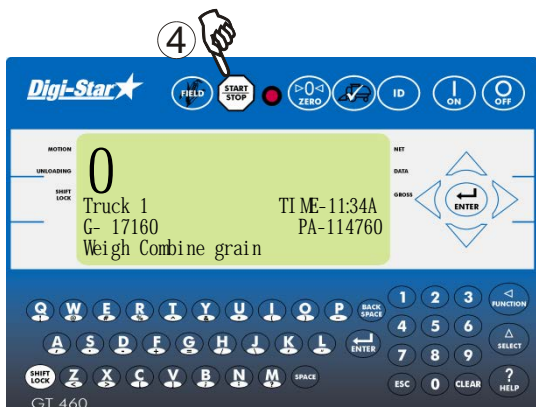 4
Digi-Star
FIELD
START
STOP
0
ZERO
ID
ON
OFF
MOTION
UNLOADING
SHIFT
LOCK
0
Truck 1 TIME-11:34A
G- 17160 PA-114760
Weigh Combine grain
NET
DATA
GROSS
ENTER
Q W E R T Y U I O P BACK SPACE
A S D F G H J K L ENTER
SHIFT LOCK Z X C V B N M SPACE
1 2 3 FUNCTION
4 5 6 SELECT
7 8 9
ESC 0 CLEAR ? HELP
GT 460